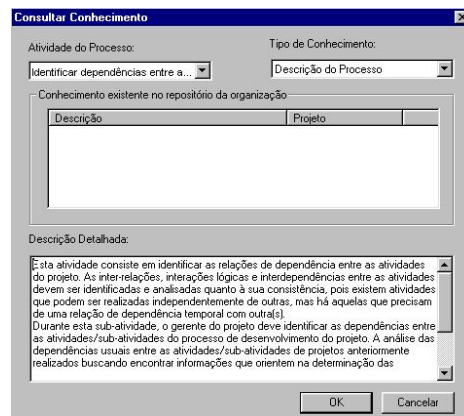 Consultar Conhecimento
Atividade do Processo:
Tipo de Conhecimento:
Identificar dependências entre a...
Descrição do Processo
Conhecimento existente no repositório da organização
Descrição
Projeto
Descrição Detalhada:
Esta atividade consiste em identificar as relações de dependência entre as atividades
do projeto. As inter-relações, interações lógicas e interdependências entre as atividades
devem ser identificadas e analisadas quanto à sua consistência, pois existem atividades
que podem ser realizadas independentemente de outras, mas há aquelas que precisam
de uma relação de dependência temporal com outra(s).
Durante esta sub-atividade, o gerente do projeto deve identificar as dependências entre
as atividades/sub-atividades do processo de desenvolvimento do projeto. A análise das
dependências usuais entre as atividades/sub-atividades de projetos anteriormente
realizados buscando encontrar informações que orientem na determinação das
OK
Cancelar